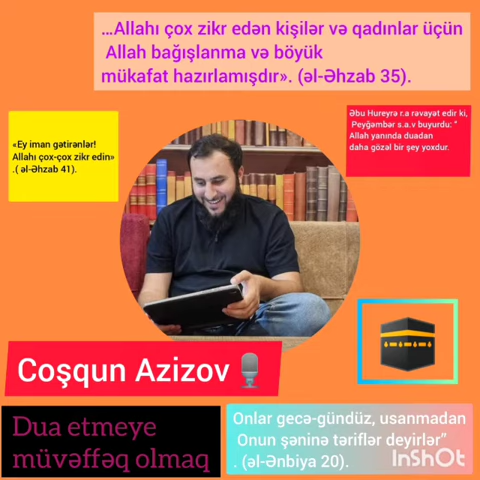 …Allahı çox zikr edən kişilər və qadınlar üçün
Allah bağışlanma və böyük
mükafat hazırlamışdır». (əl-Əhzab 35).
«Ey iman gətirənlər!
Allahı çox-çox zikr edin»
.( əl-Əhzab 41).
Əbu Hureyrə r.a rəvayət edir ki,
Peyğəmbər s.a.v buyurdu: “
Allah yanında duadan
daha gözəl bir şey yoxdur.
Coşqun Azizov
Dua etmeye
müvəffəq olmaq
Onlar gecə-gündüz, usanmadan
Onun şəninə təriflər deyirlər”
. (əl-Ənbiya 20).
InShOt